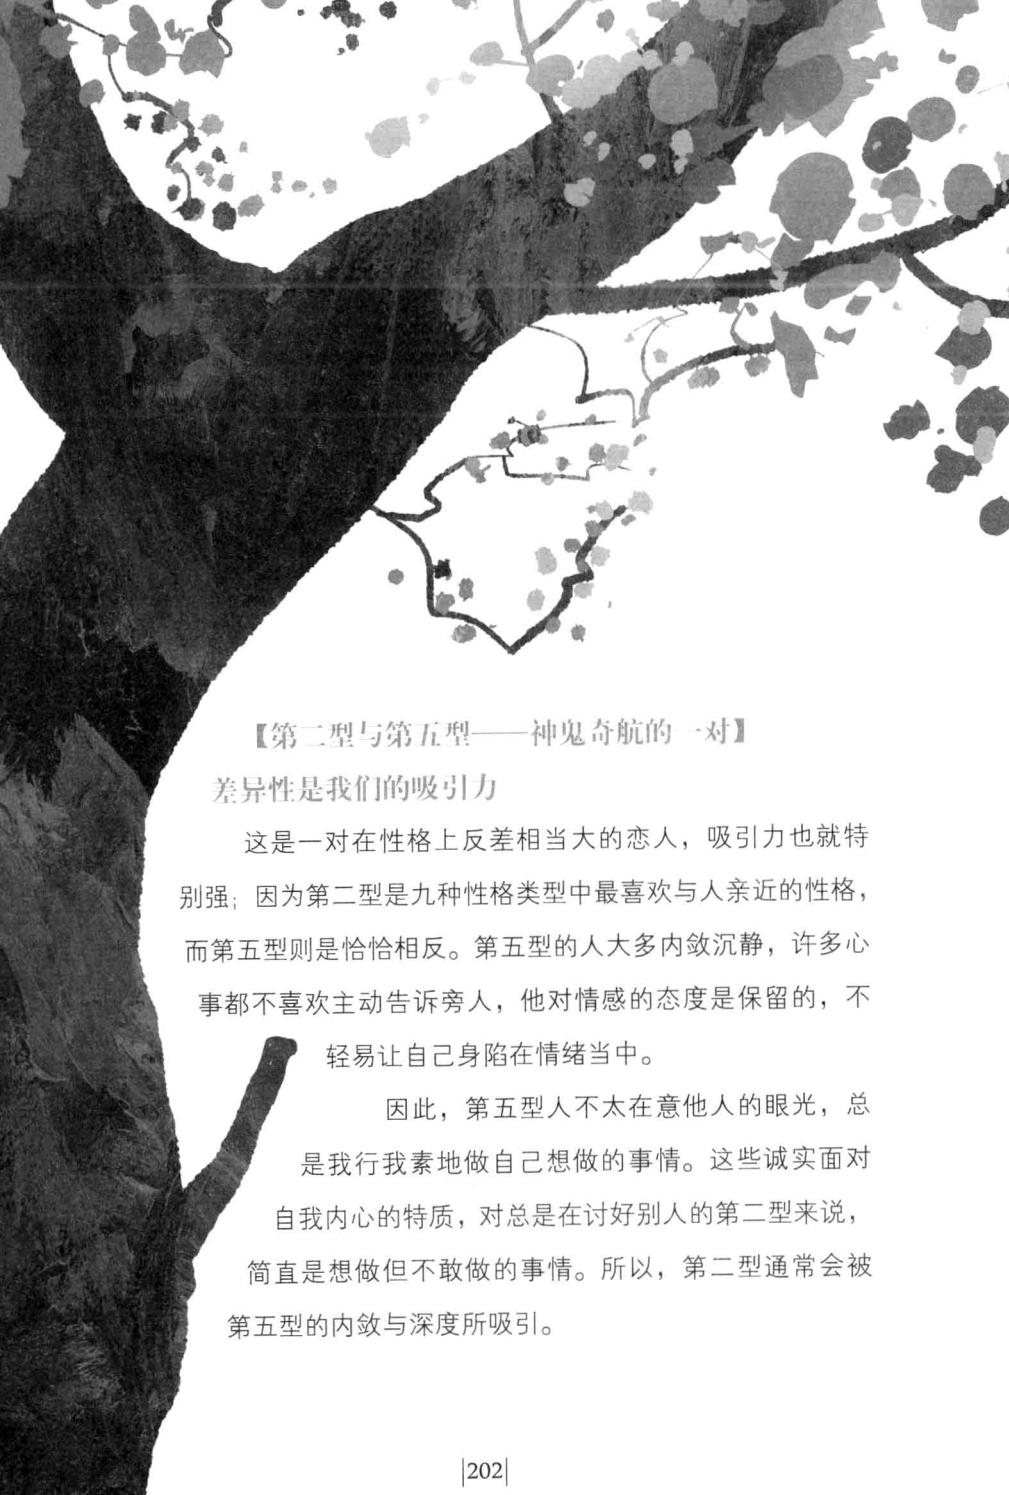 【第二型与第五型——神鬼奇航的一对】
差异性是我们的吸引力
这是一对在性格上反差相当大的恋人，吸引力也就特
别强；因为第二型是九种性格类型中最喜欢与人亲近的性格，
而第五型则是恰恰相反。第五型的人大多内敛沉静，许多心
事都不喜欢主动告诉旁人，他对情感的态度是保留的，不
轻易让自己身陷在情绪当中。
因此，第五型人不太在意他人的眼光，总
是我行我素地做自己想做的事情。这些诚实面对
自我内心的特质，对总是在讨好别人的第二型来说，
简直是想做但不敢做的事情。所以，第二型通常会被
第五型的内敛与深度所吸引。
|202|